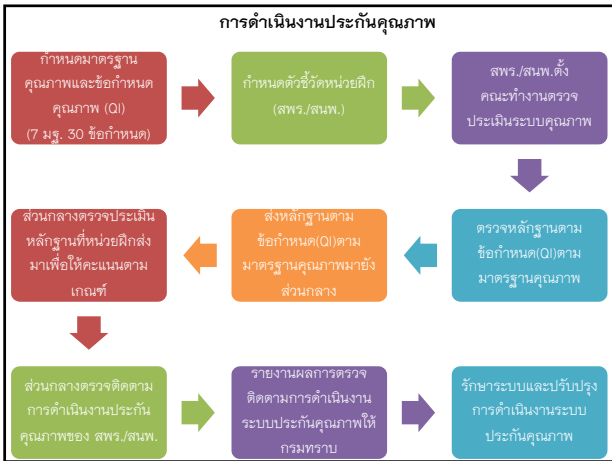 การดำเนินงานประกันคุณภาพ
กำหนดมาตรฐาน
คุณภาพและข้อกำหนด
คุณภาพ (QI)
(7 มฐ. 30 ข้อกำหนด)
กำหนดตัวชี้วัดหน่วยฝึก
(สพร./สนพ.)
สพร./สนพ.ตั้ง
คณะทำงานตรวจ
ประเมินระบบคุณภาพ
ส่วนกลางตรวจประเมิน
หลักฐานที่หน่วยฝึกส่ง
มาเพื่อให้คะแนนตาม
เกณฑ์
ส่งหลักฐานตาม
ข้อกำหนด(QI)ตาม
มาตรฐานคุณภาพมายัง
ส่วนกลาง
ตรวจหลักฐานตาม
ข้อกำหนด(QI)ตาม
มาตรฐานคุณภาพ
ส่วนกลางตรวจติดตาม
การดำเนินงานประกัน
คุณภาพของ สพร./สนพ.
รายงานผลการตรวจ
ติดตามการดำเนินงาน
ระบบประกันคุณภาพให้
กรมทราบ
รักษาระบบและปรับปรุง
การดำเนินงานระบบ
ประกันคุณภาพ